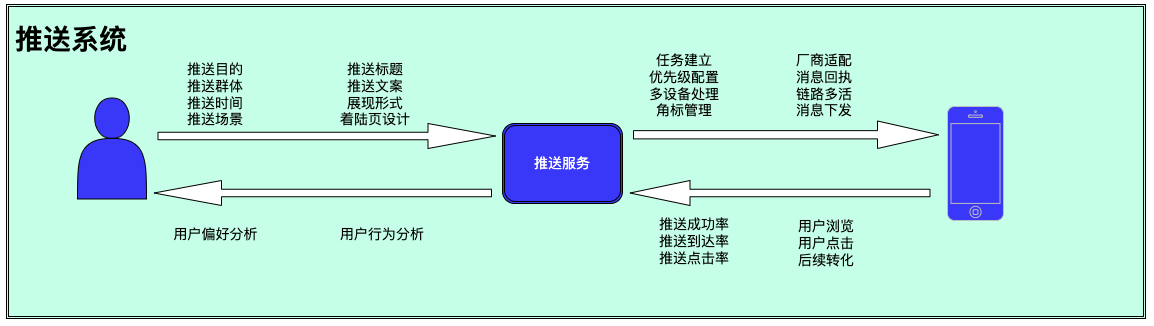 推送系统
推送目的
推送群体
推送时间
推送场景
推送标题
推送文案
展现形式
着陆页设计
任务建立
优先级配置
多设备处理
角标管理
厂商适配
消息回执
链路多活
消息下发
推送服务
用户偏好分析
用户行为分析
推送成功率
推送到达率
推送点击率
用户浏览
用户点击
后续转化